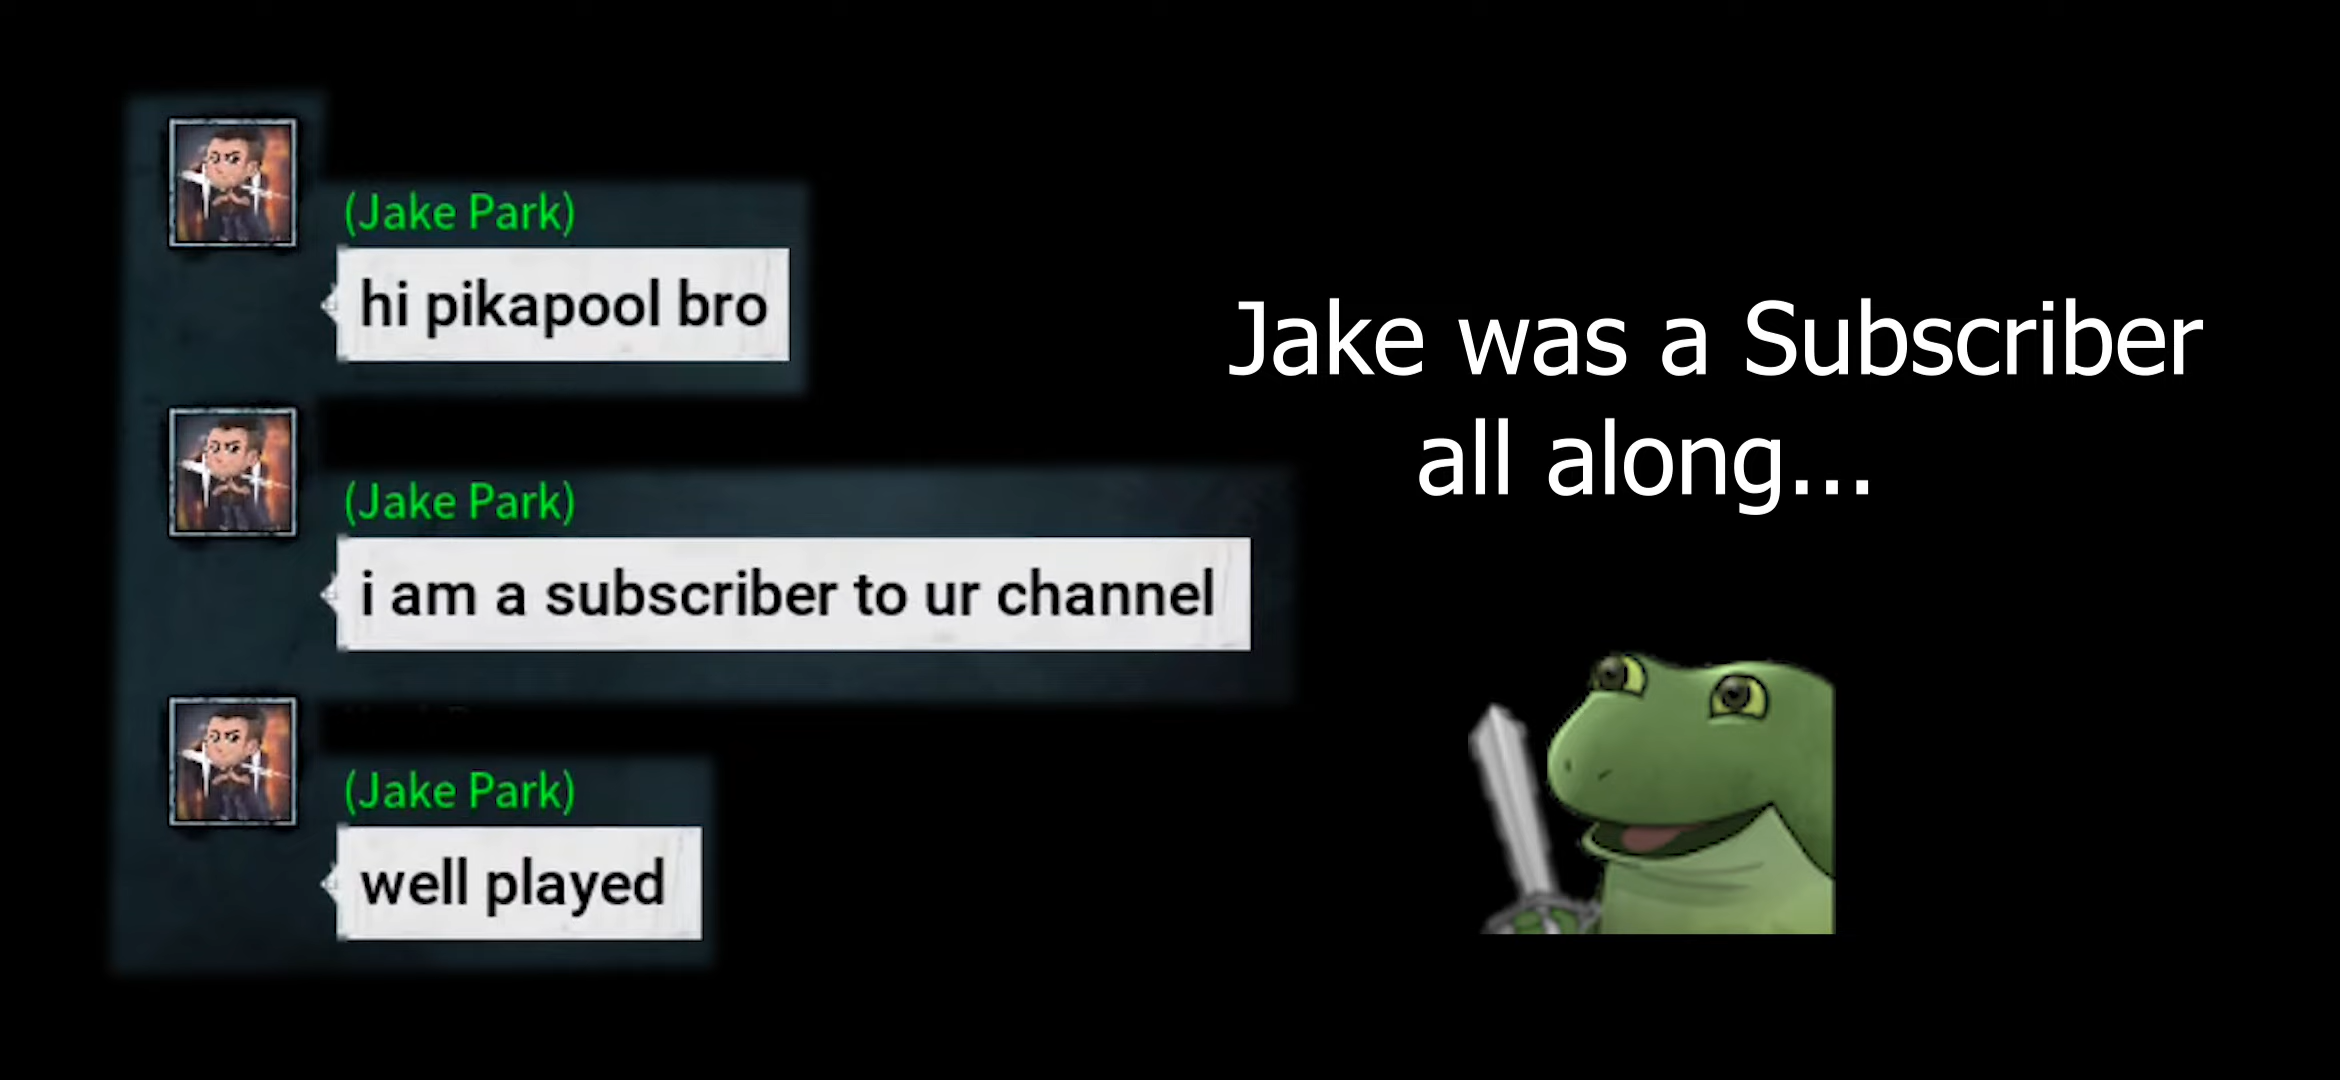 (Jake Park)
hi pikapool bro
(Jake Park)
i am a subscriber to ur channel
(Jake Park)
well played
Jake was a Subscriber
all along...